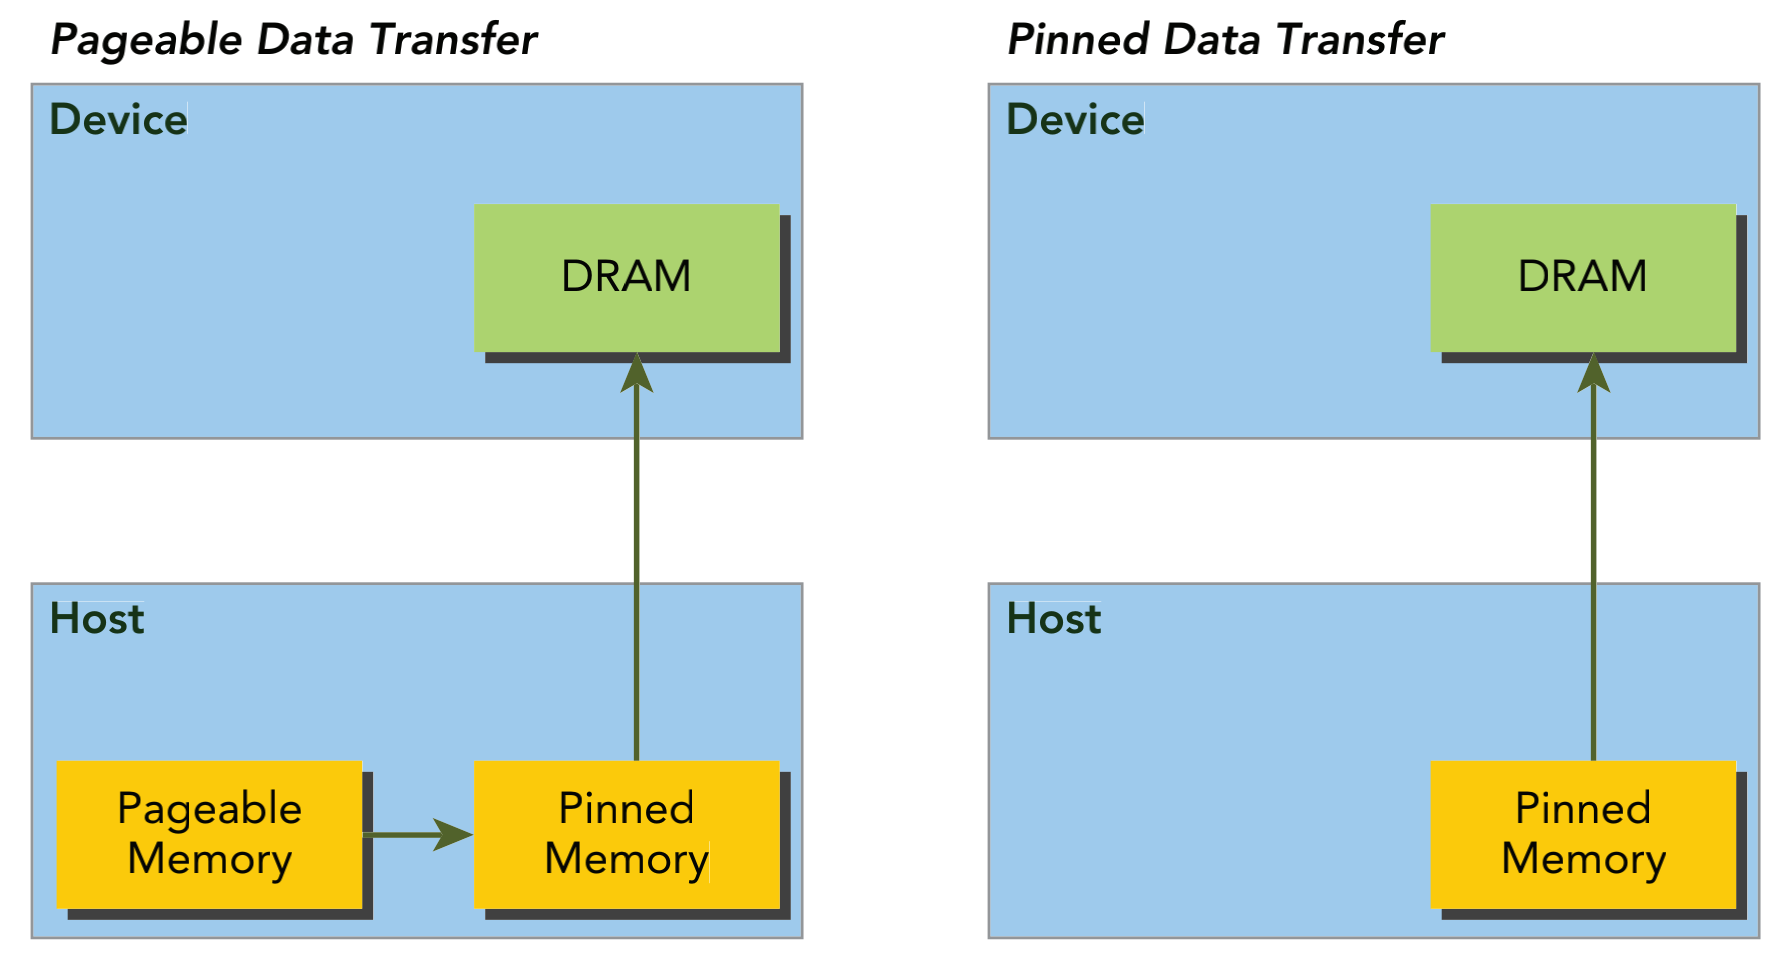 Pageable Data Transfer
Device
DRAM
Host
Pageable
Memory
Pinned
Memory
Pinned Data Transfer
Device
DRAM
Host
Pinned
Memory